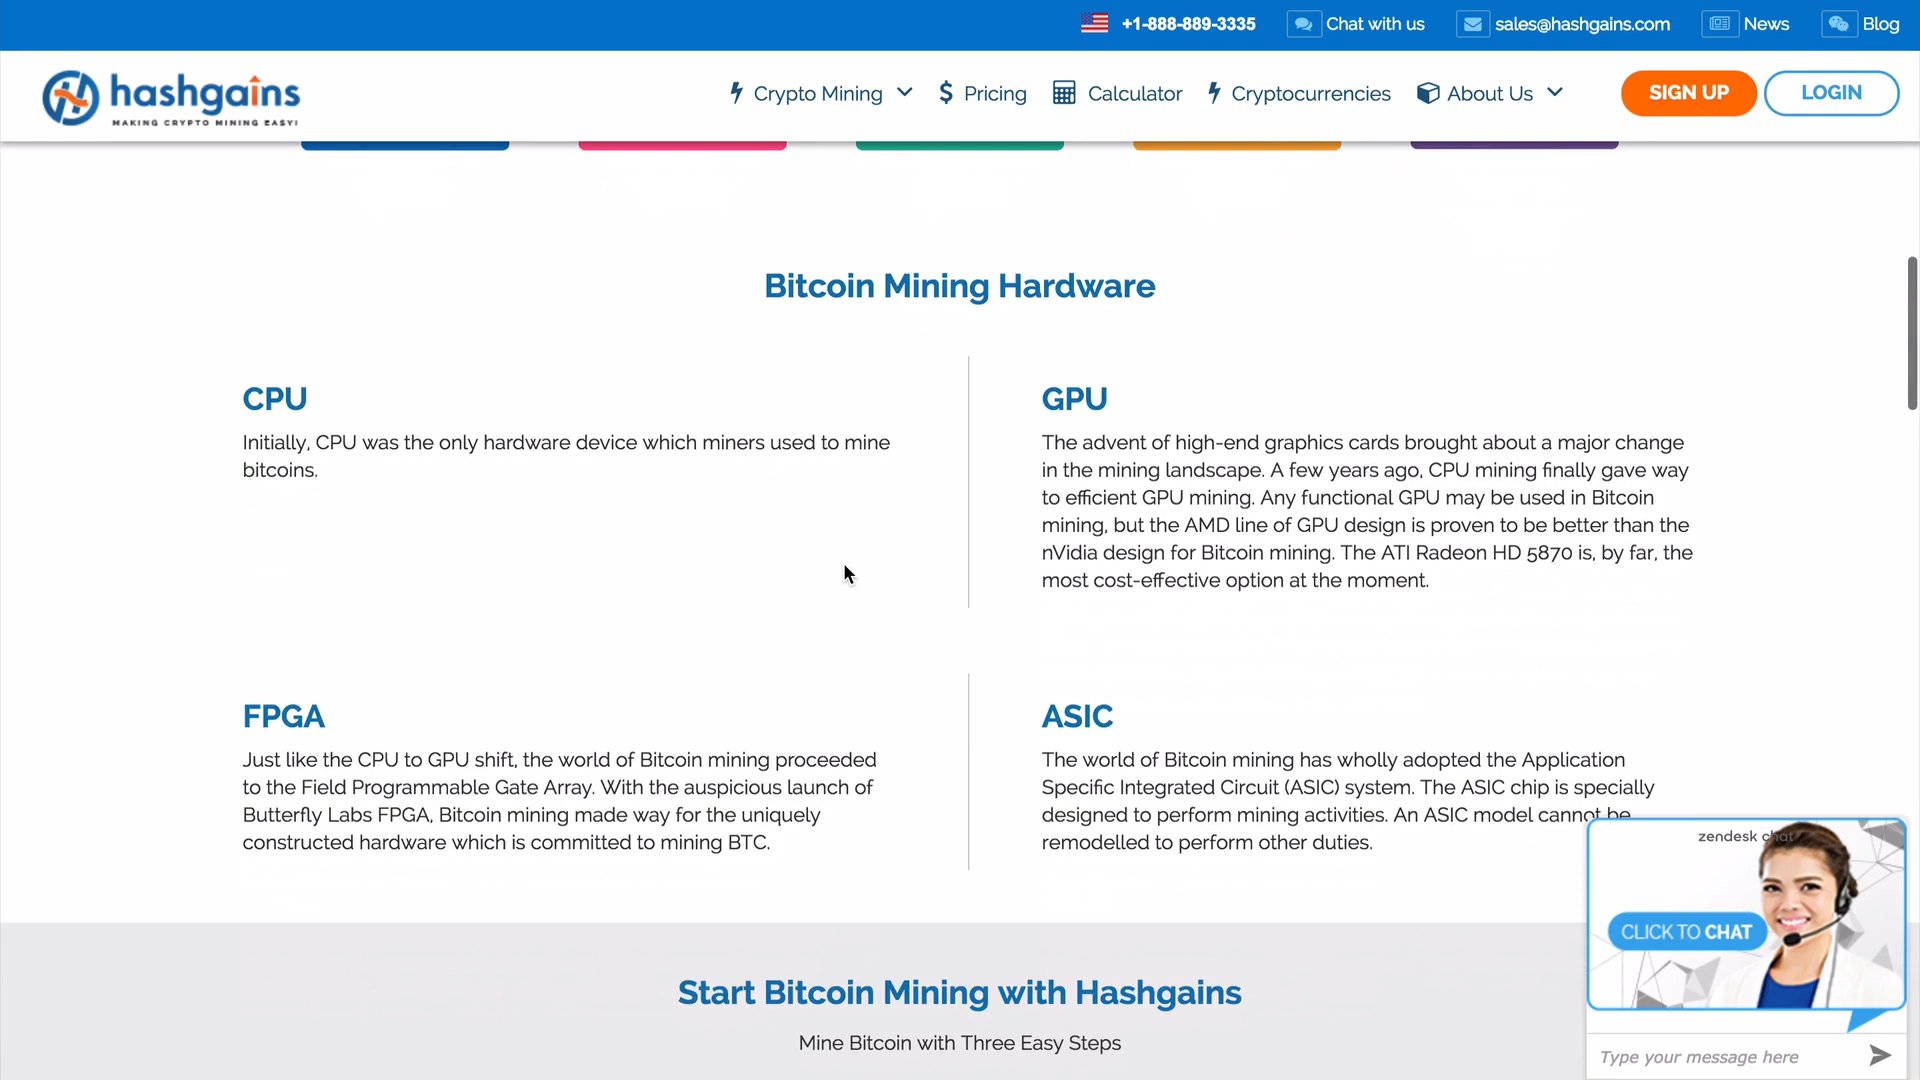 +1-888-889-3335 Chat with us sales@hashgains.com News Blog
hashgains
MAKING CRYPTO MINING EASY!
Crypto Mining Pricing Calculator Cryptocurrencies About Us SIGN UP LOGIN
Bitcoin Mining Hardware
CPU
Initially, CPU was the only hardware device which miners used to mine
bitcoins.
GPU
The advent of high-end graphics cards brought about a major change
in the mining landscape. A few years ago, CPU mining finally gave way
to efficient GPU mining. Any functional GPU may be used in Bitcoin
mining, but the AMD line of GPU design is proven to be better than the
nVidia design for Bitcoin mining. The ATI Radeon HD 5870 is, by far, the
most cost-effective option at the moment.
FPGA
Just like the CPU to GPU shift, the world of Bitcoin mining proceeded
to the Field Programmable Gate Array. With the auspicious launch of
Butterfly Labs FPGA, Bitcoin mining made way for the uniquely
constructed hardware which is committed to mining BTC.
ASIC
The world of Bitcoin mining has wholly adopted the Application
Specific Integrated Circuit (ASIC) system. The ASIC chip is specially
designed to perform mining activities. An ASIC model cannot be
remodelled to perform other duties.
zendesk chat
CLICK TO CHAT
Type your message here
Start Bitcoin Mining with Hashgains
Mine Bitcoin with Three Easy Steps